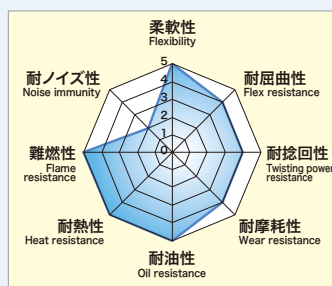 柔軟性
Flexibility
耐屈曲性
Flex resistance
耐捻回性
Twisting power
resistance
耐摩耗性
Wear resistance
耐油性
Oil resistance
耐熱性
Heat resistance
難燃性
Flame
resistance
耐ノイズ性
Noise immunity
5
4
3
2
1
0